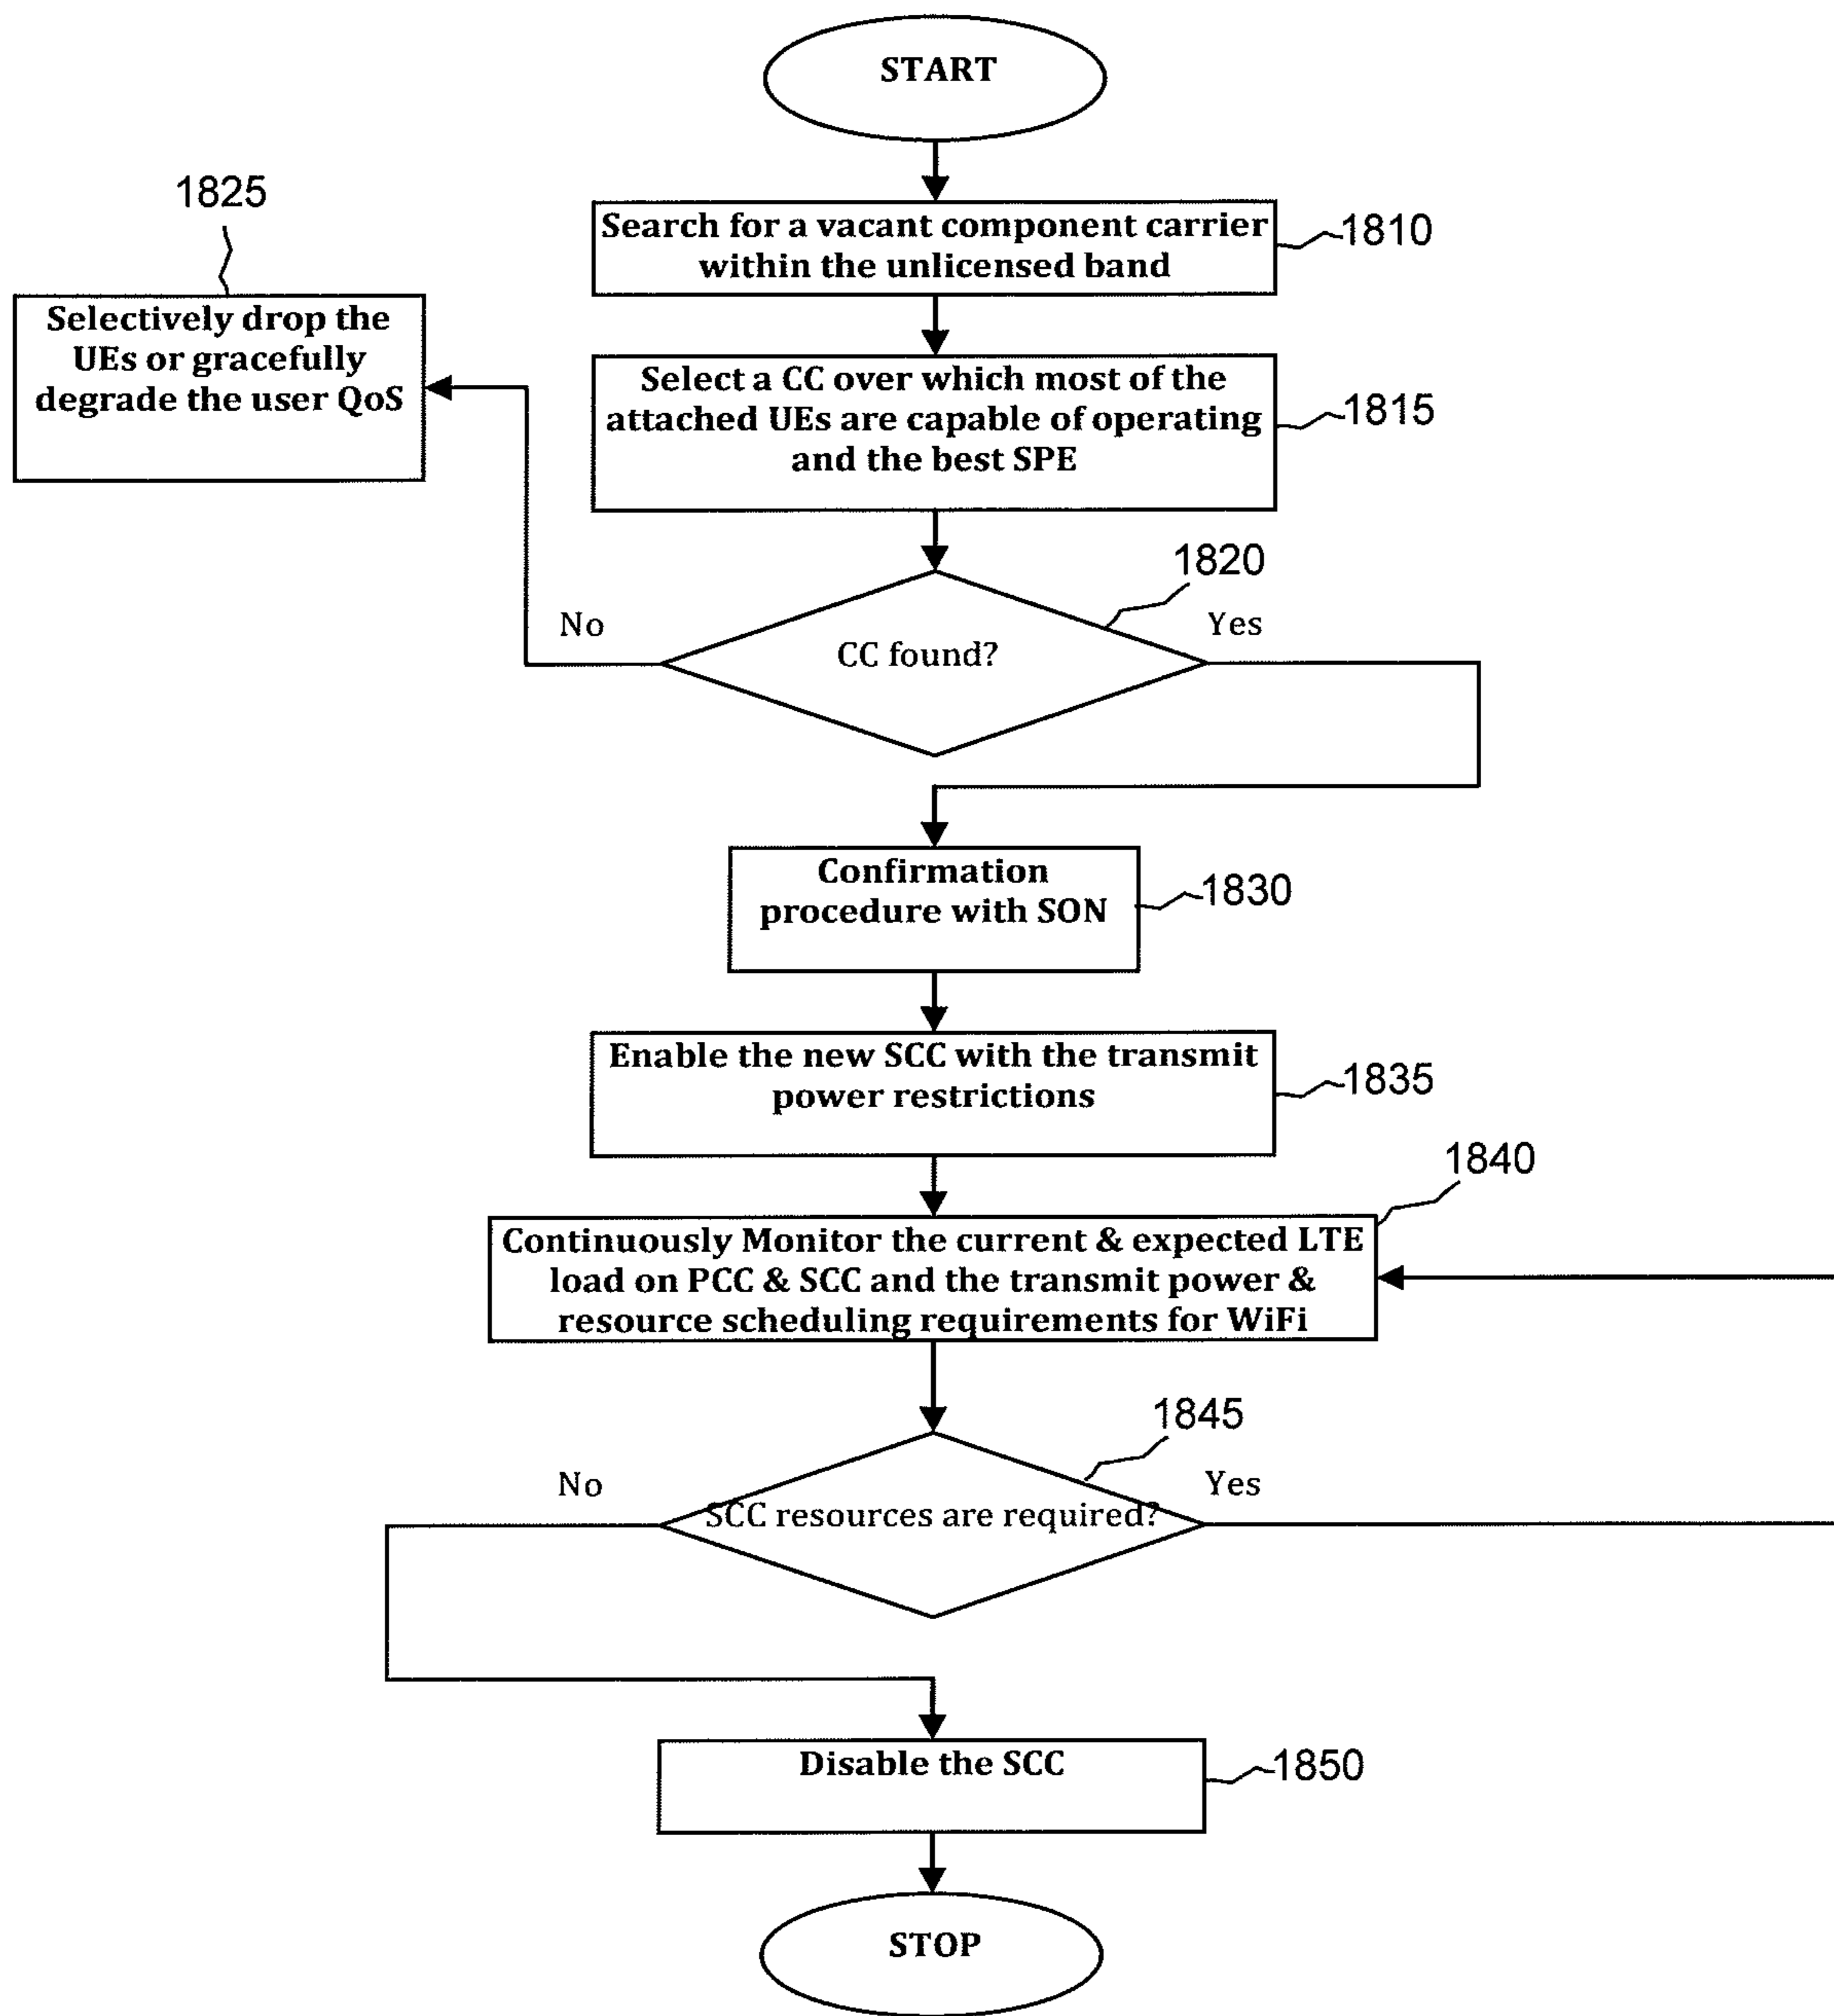 START
1825
Search for a vacant component carrier
within the unlicensed band
1810
Selectively drop the
UEs or gracefully
degrade the user QoS
Select a CC over which most of the
attached UEs are capable of operating
and the best SPE
1815
1820
No
Yes
CC found?
Confirmation
procedure with SON
1830
Enable the new SCC with the transmit
power restrictions
1835
1840
Continuously Monitor the current & expected LTE
load on PCC & SCC and the transmit power &
resource scheduling requirements for WiFi
1845
No
Yes
SCC resources are required?
Disable the SCC
1850
STOP